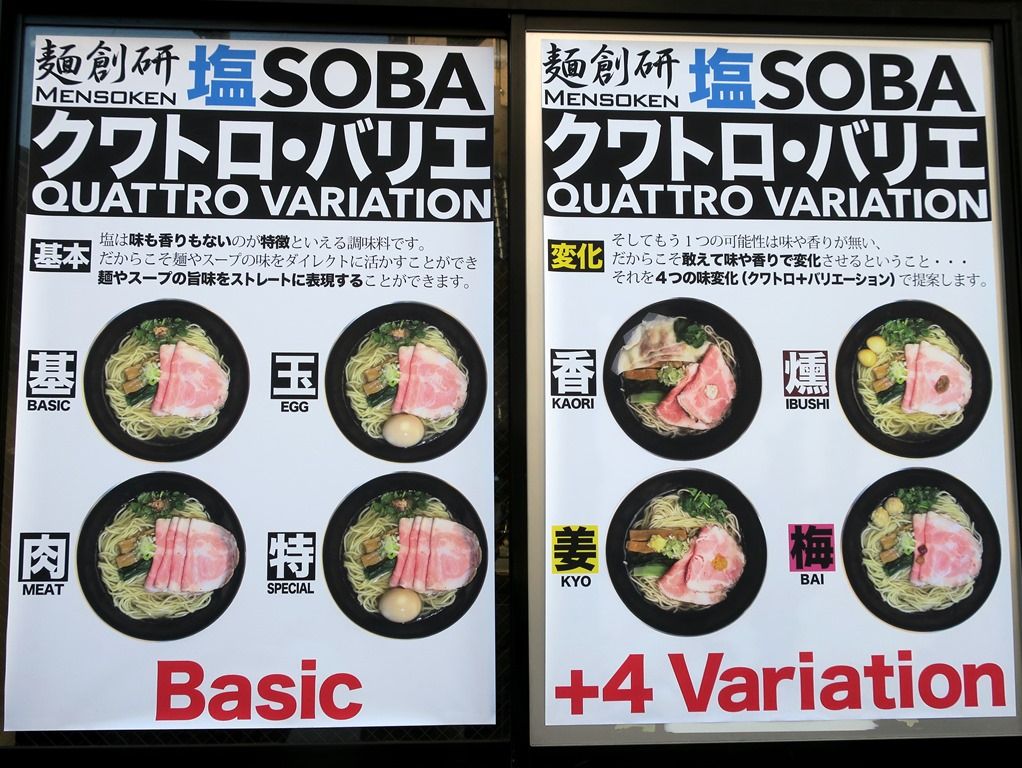 麺創研
MENSOKEN
塩SOBA
クワトロ・バリエ
QUATTRO VARIATION
基本
塩は味も香りもないのが特徴といえる調味料です。
だからこそ麺やスープの味をダイレクトに活かすことができ
麺やスープの旨味をストレートに表現することができます。
基
BASIC
玉
EGG
肉
MEAT
特
SPECIAL
Basic
麺創研
MENSOKEN
塩SOBA
クワトロ・バリエ
QUATTRO VARIATION
変化
そしてもう１つの可能性は味や香りが無い、
だからこそ敢えて味や香りで変化させるということ・・・
それを４つの味変化（クワトロ+バリエーション）で提案します。
香
KAORI
燻
IBUSHI
姜
KYO
梅
BAI
+4 Variation